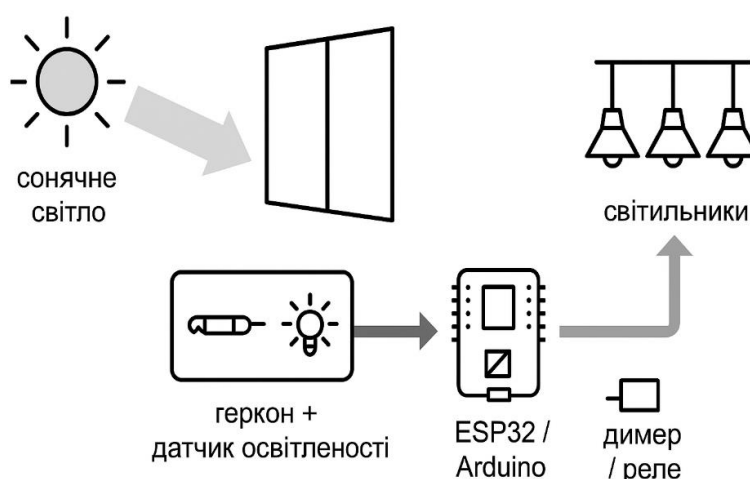 сонячне
світло
світильники
геркон +
датчик освітленості
ESP32 /
Arduino
димер
/ реле